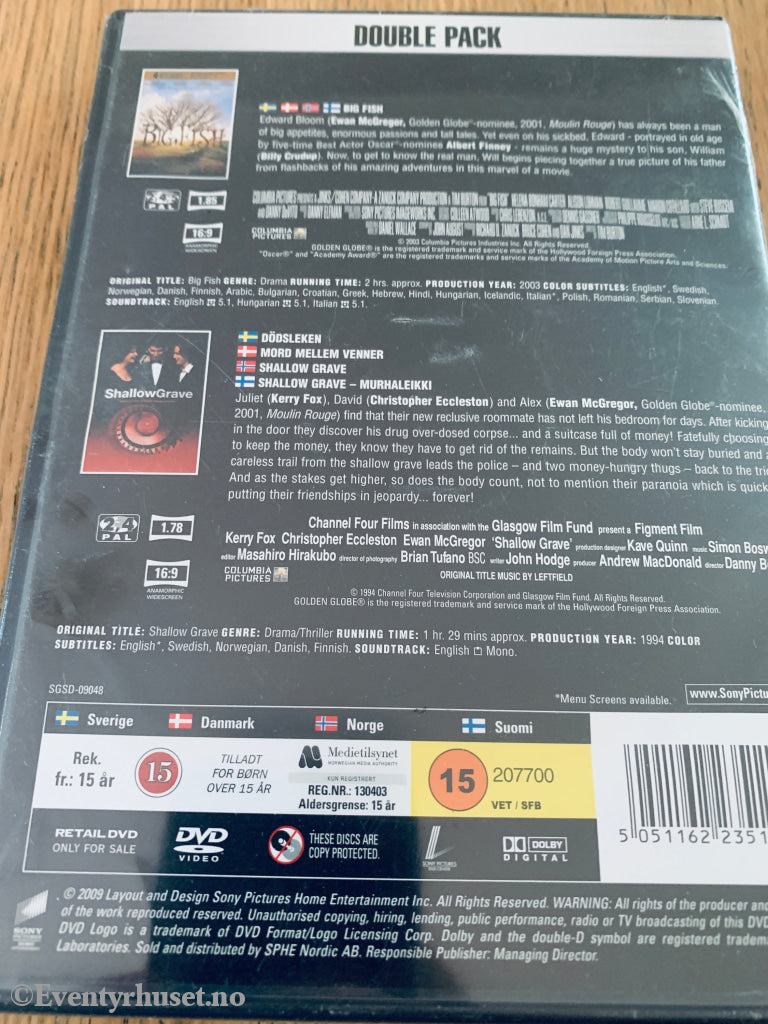 DOUBLE PACK
BIG FISH
BIG FISH
Edward Bloom (Ewan McGregor, Golden Globe®-nominee, 2001, Moulin Rouge) has always been a man
of big appetites, enormous passions and tall tales. Yet even on his sickbed, Edward - portrayed in old age
by five-time Best Actor Oscar®-nominee Albert Finney - remains a huge mystery to his son, William
(Billy Crudup). Now, to get to know the real man, Will begins piecing together a true picture of his father
from flashbacks of his amazing adventures in this marvel of a movie.
PAL
1.85
16:9
ANAMORPHIC
WIDESCREEN
COLUMBIA
PICTURES
© 2003 Columbia Pictures Industries Inc. All Rights Reserved.
GOLDEN GLOBE® is the registered trademark and service mark of the Hollywood Foreign Press Association.
"Oscar®" and "Academy Award®" are the registered trademarks and service marks of the Academy of Motion Picture Arts and Sciences.
ORIGINAL TITLE: Big Fish GENRE: Drama RUNNING TIME: 2 hrs. approx. PRODUCTION YEAR: 2003 COLOR SUBTITLES: English*, Swedish,
Norwegian, Danish, Finnish, Arabic, Bulgarian, Croatian, Greek, Hebrew, Hindi, Hungarian, Icelandic, Italian*, Polish, Romanian, Serbian, Slovenian.
SOUNDTRACK: English 5.1, Hungarian 5.1, Italian 5.1.
ShallowGrave
DÖDSLEKEN
MORD MELLEM VENNER
SHALLOW GRAVE
SHALLOW GRAVE – MURHALEIKKI
Juliet (Kerry Fox), David (Christopher Eccleston) and Alex (Ewan McGregor, Golden Globe®-nominee,
2001, Moulin Rouge) find that their new reclusive roommate has not left his bedroom for days. After kicking
in the door they discover his drug over-dosed corpse... and a suitcase full of money! Fatefully choosing
to keep the money, they know they have to get rid of the remains. But the body won't stay buried and a
careless trail from the shallow grave leads the police – and two money-hungry thugs – back to the tri
And as the stakes get higher, so does the body count, not to mention their paranoia which is quick
putting their friendships in jeopardy... forever!
PAL
1.78
16:9
ANAMORPHIC
WIDESCREEN
Channel Four Films in association with the Glasgow Film Fund present a Figment Film
Kerry Fox Christopher Eccleston Ewan McGregor 'Shallow Grave' production designer Kave Quinn music Simon Bosw
editor Masahiro Hirakubo director of photography Brian Tufano BSC writer John Hodge producer Andrew MacDonald director Danny B
COLUMBIA
PICTURES
ORIGINAL TITLE MUSIC BY LEFTFIELD
© 1994 Channel Four Television Corporation and Glasgow Film Fund. All Rights Reserved.
GOLDEN GLOBE® is the registered trademark and service mark of the Hollywood Foreign Press Association.
ORIGINAL TITLE: Shallow Grave GENRE: Drama/Thriller RUNNING TIME: 1 hr. 29 mins approx. PRODUCTION YEAR: 1994 COLOR
SUBTITLES: English*, Swedish, Norwegian, Danish, Finnish. SOUNDTRACK: English Mono.
SGSD-09048
*Menu Screens available.
www.SonyPictu
Sverige Danmark Norge Suomi
Rek.
fr.: 15 år
15
TILLADT
FOR BØRN
OVER 15 ÅR
Medietilsynet
NORWEGIAN MEDIA AUTHORITY
KUN REGISTRERT
REG.NR.: 130403
Aldersgrense: 15 år
15
207700
VET / SFB
5 051162 2351
RETAIL DVD
ONLY FOR SALE
DVD
VIDEO
THESE DISCS ARE
COPY PROTECTED.
DOLBY
DIGITAL
SONY
© 2009 Layout and Design Sony Pictures Home Entertainment Inc. All Rights Reserved. WARNING: All rights of the producer and
of the work reproduced reserved. Unauthorised copying, hiring, lending, public performance, radio or TV broadcasting of this DVD
DVD Logo is a trademark of DVD Format/Logo Licensing Corp. Dolby and the double-D symbol are registered tradema
Laboratories. Sold and distributed by SPHE Nordic AB. Responsible Publisher: Managing Director.
©Eventyrhuset.no